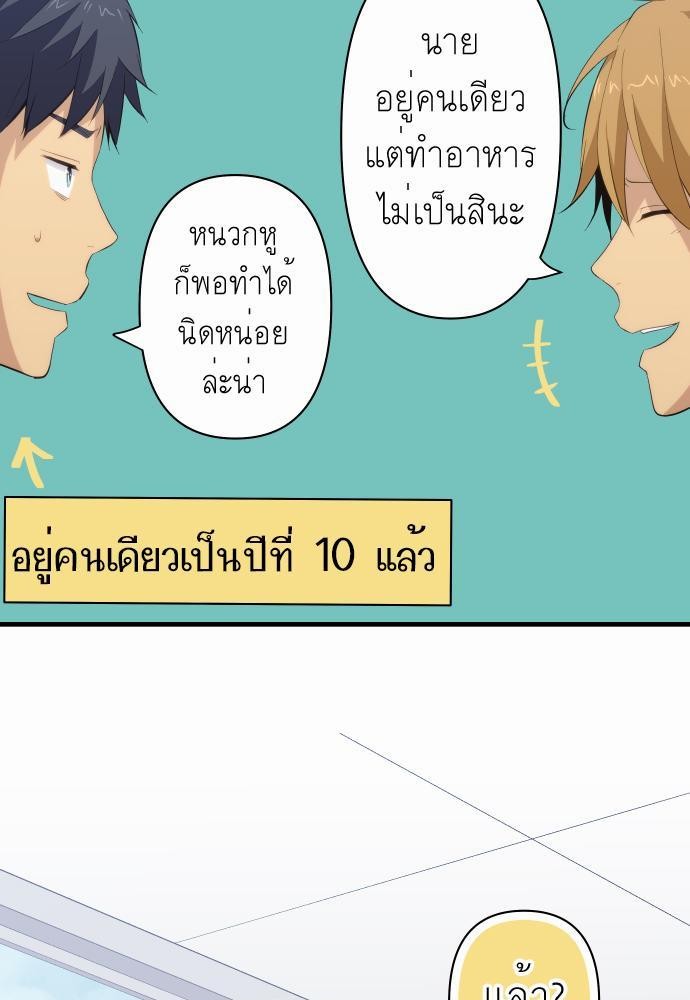 นาย
อยู่คนเดียว
แต่ทำอาหาร
ไม่เป็นสินะ
หนวกหู
ก็พอทำได้
นิดหน่อย
ล่ะน่า
อยู่คนเดียวเป็นปีที่ 10 แล้ว
แล้ว?